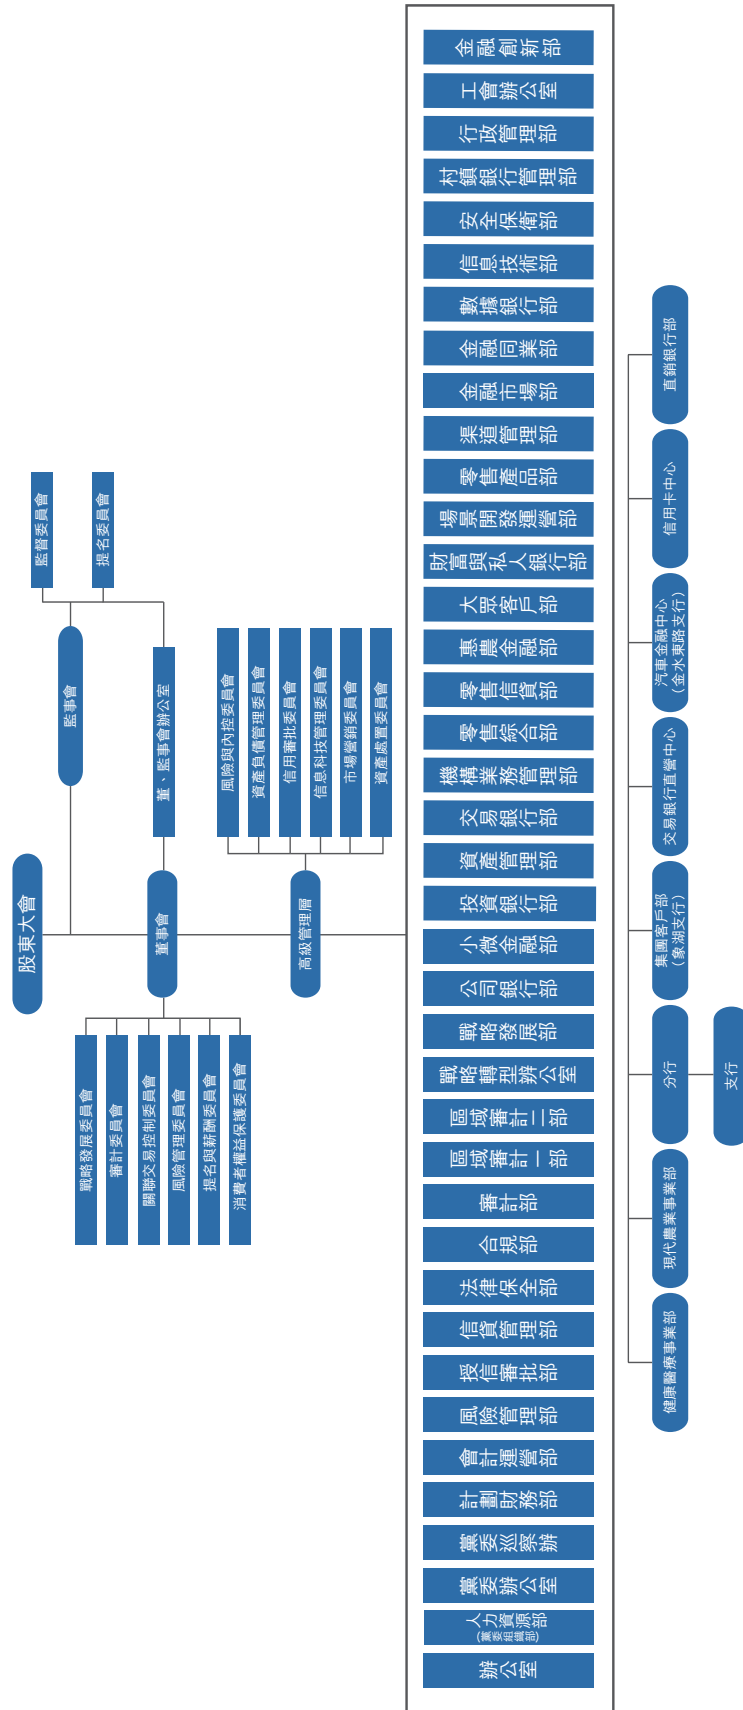 股東大會
監事會
監督委員會
提名委員會
董、監事會辦公室
董事會
戰略發展委員會
審計委員會
關聯交易控制委員會
風險管理委員會
提名與薪酬委員會
消費者權益保護委員會
高級管理層
風險與內控委員會
資產負債管理委員會
信用審批委員會
信息科技管理委員會
市場營銷委員會
資產處置委員會
辦公室
人力資源部
(黨委組織部)
黨委辦公室
黨委巡察辦
計劃財務部
會計運營部
風險管理部
授信審批部
信貸管理部
法律保全部
合規部
審計部
區域審計一部
區域審計二部
戰略轉型辦公室
戰略發展部
公司銀行部
小微金融部
投資銀行部
資產管理部
交易銀行部
機構業務管理部
零售綜合部
零售信貸部
惠農金融部
大眾客戶部
財富與私人銀行部
場景開發運營部
零售產品部
渠道管理部
金融市場部
金融同業部
數據銀行部
信息技術部
安全保衛部
村鎮銀行管理部
行政管理部
工會辦公室
金融創新部
健康醫療事業部
現代農業事業部
分行
支行
集團客戶部
（象湖支行）
交易銀行直營中心
汽車金融中心
（金水東路支行）
信用卡中心
直銷銀行部